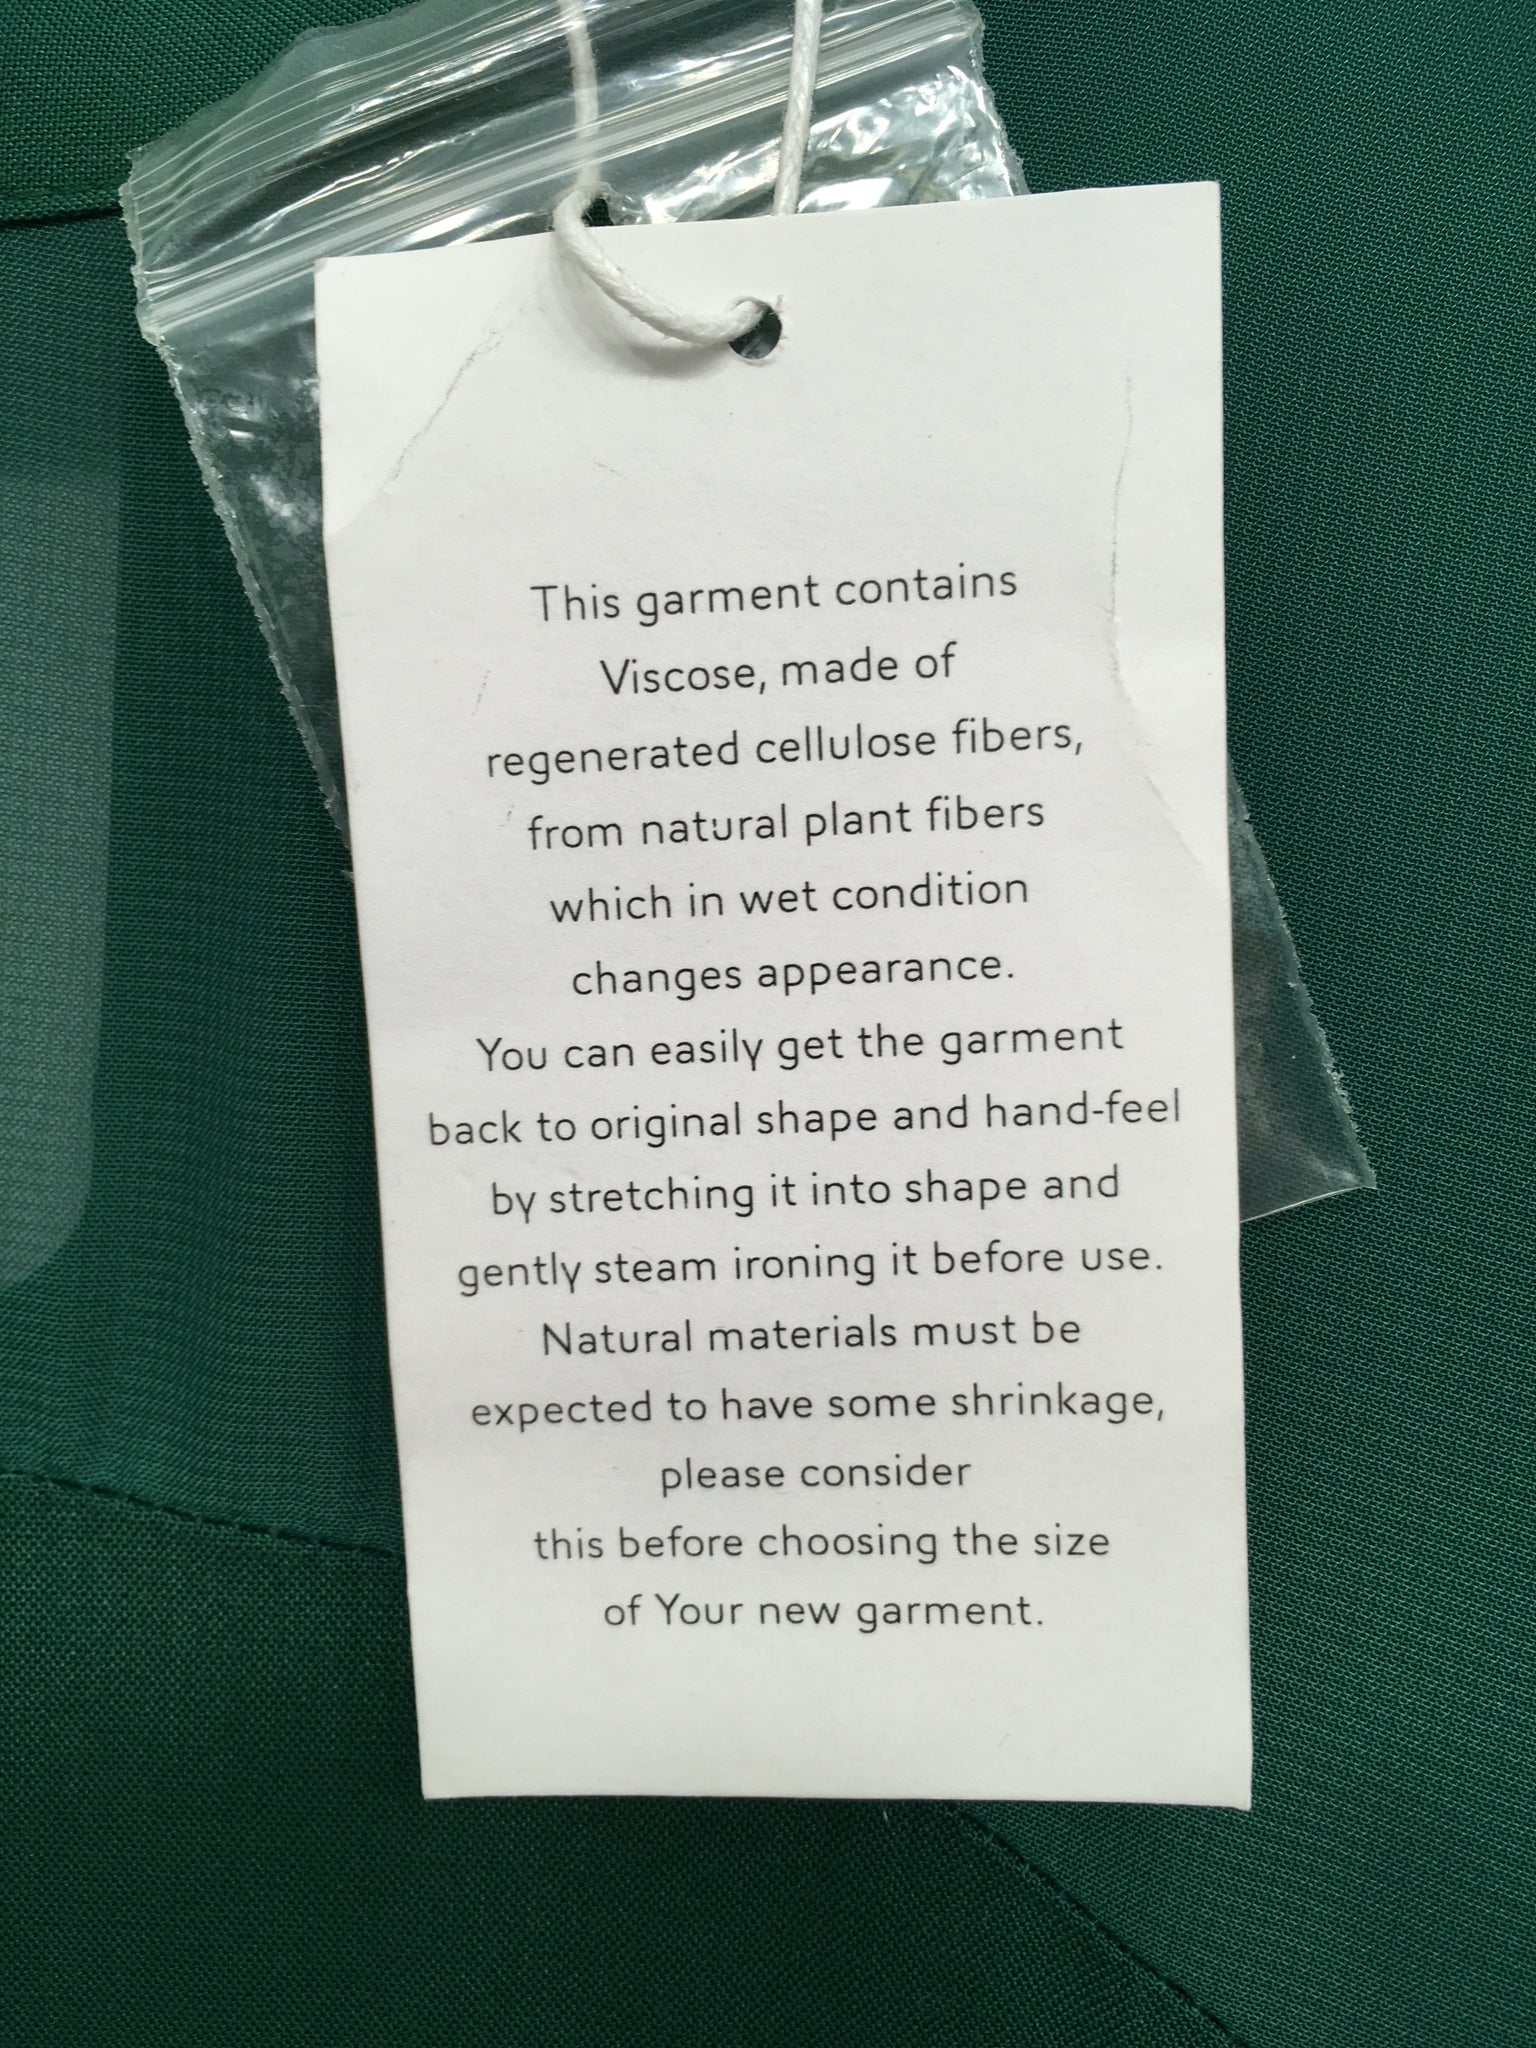 This garment contains
Viscose, made of
regenerated cellulose fibers,
from natural plant fibers
which in wet condition
changes appearance.
You can easily get the garment
back to original shape and hand-feel
by stretching it into shape and
gently steam ironing it before use.
Natural materials must be
expected to have some shrinkage,
please consider
this before choosing the size
of Your new garment.